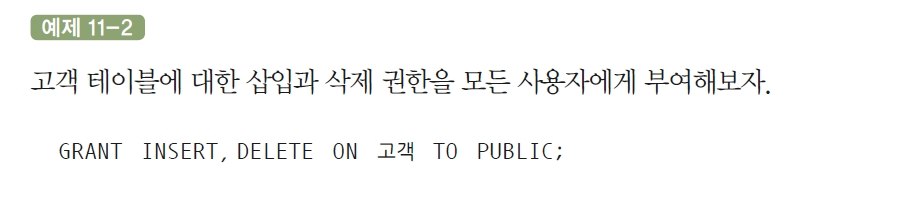 예제 11-2
고객 테이블에 대한 삽입과 삭제 권한을 모든 사용자에게 부여해보자.
GRANT INSERT, DELETE ON 고객 TO PUBLIC;